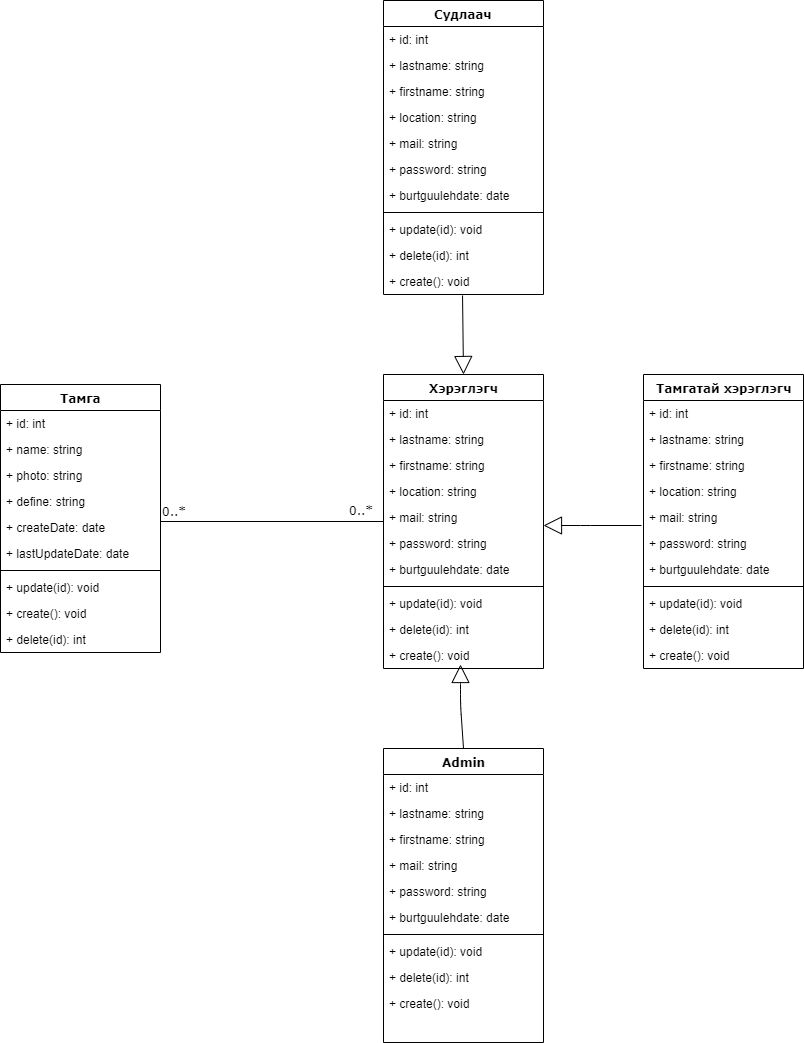 Судлаач
+ id: int
+ lastname: string
+ firstname: string
+ location: string
+ mail: string
+ password: string
+ burtguulehdate: date
+ update(id): void
+ delete(id): int
+ create(): void
Тамга
+ id: int
+ name: string
+ photo: string
+ define: string
+ createDate: date
+ lastUpdateDate: date
+ update(id): void
+ create(): void
+ delete(id): int
0..*
0..*
Хэрэглэгч
+ id: int
+ lastname: string
+ firstname: string
+ location: string
+ mail: string
+ password: string
+ burtguulehdate: date
+ update(id): void
+ delete(id): int
+ create(): void
Тамгатай хэрэглэгч
+ id: int
+ lastname: string
+ firstname: string
+ location: string
+ mail: string
+ password: string
+ burtguulehdate: date
+ update(id): void
+ delete(id): int
+ create(): void
Admin
+ id: int
+ lastname: string
+ firstname: string
+ mail: string
+ password: string
+ burtguulehdate: date
+ update(id): void
+ delete(id): int
+ create(): void